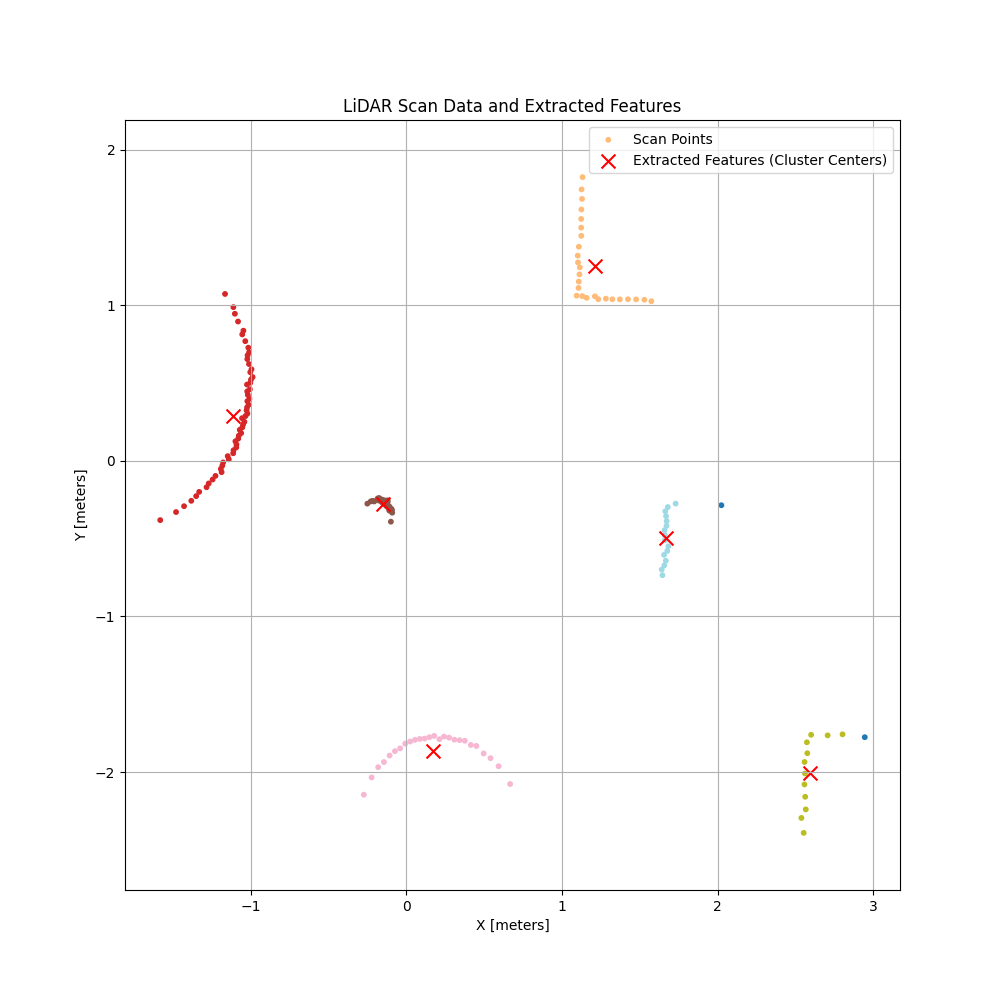 LiDAR Scan Data and Extracted Features
Scan Points
Extracted Features (Cluster Centers)
2
1
0
−1
−2
Y [meters]
−1
0
1
2
3
X [meters]